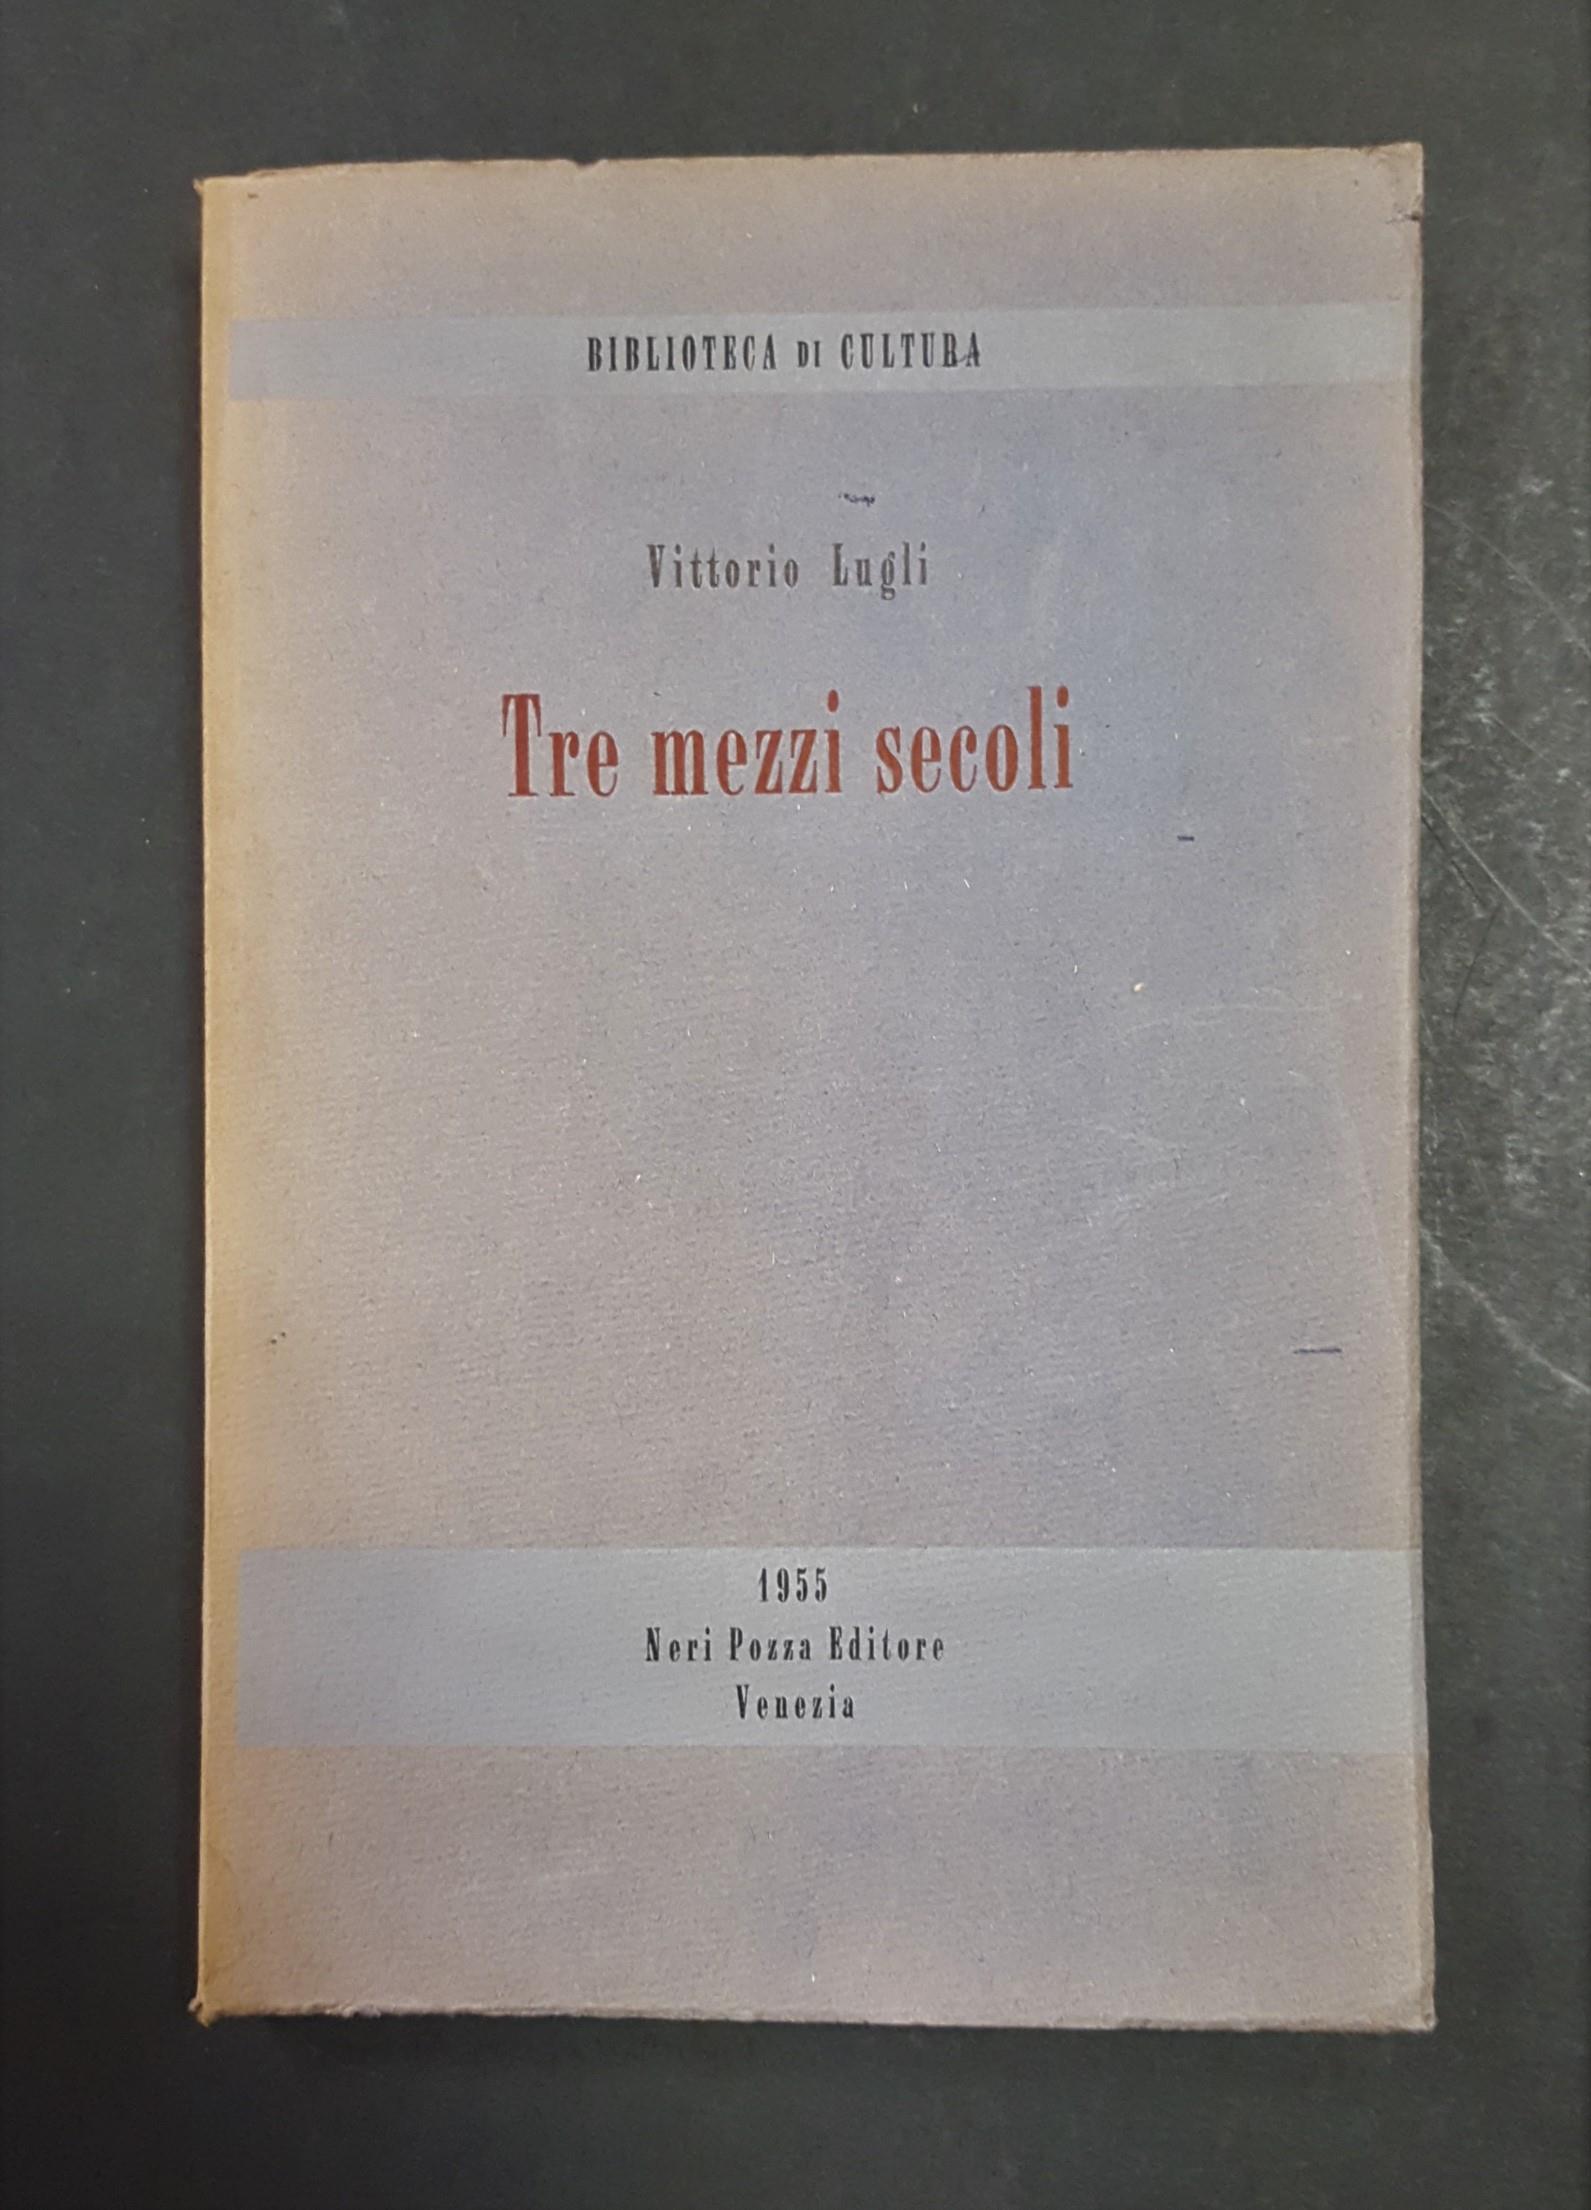 BIBLIOTECA DI CULTURA
Vittorio Lugli
Tre mezzi secoli
1955
Neri Pozza Editore
Venezia